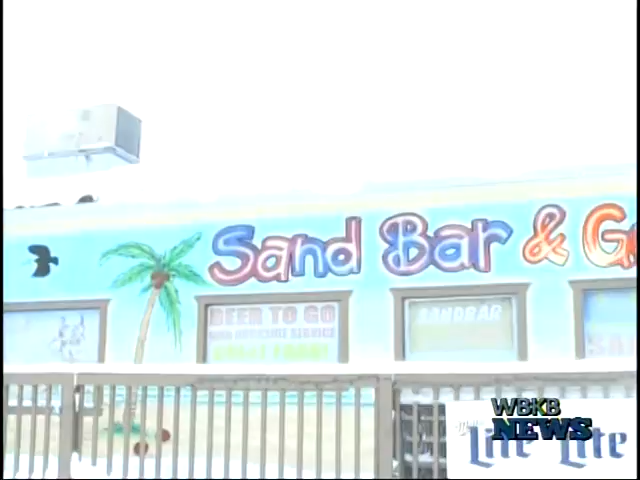 Sand Bar & G
BEER TO GO
SANDBAR
WBKB
NEWS
Lite Lite